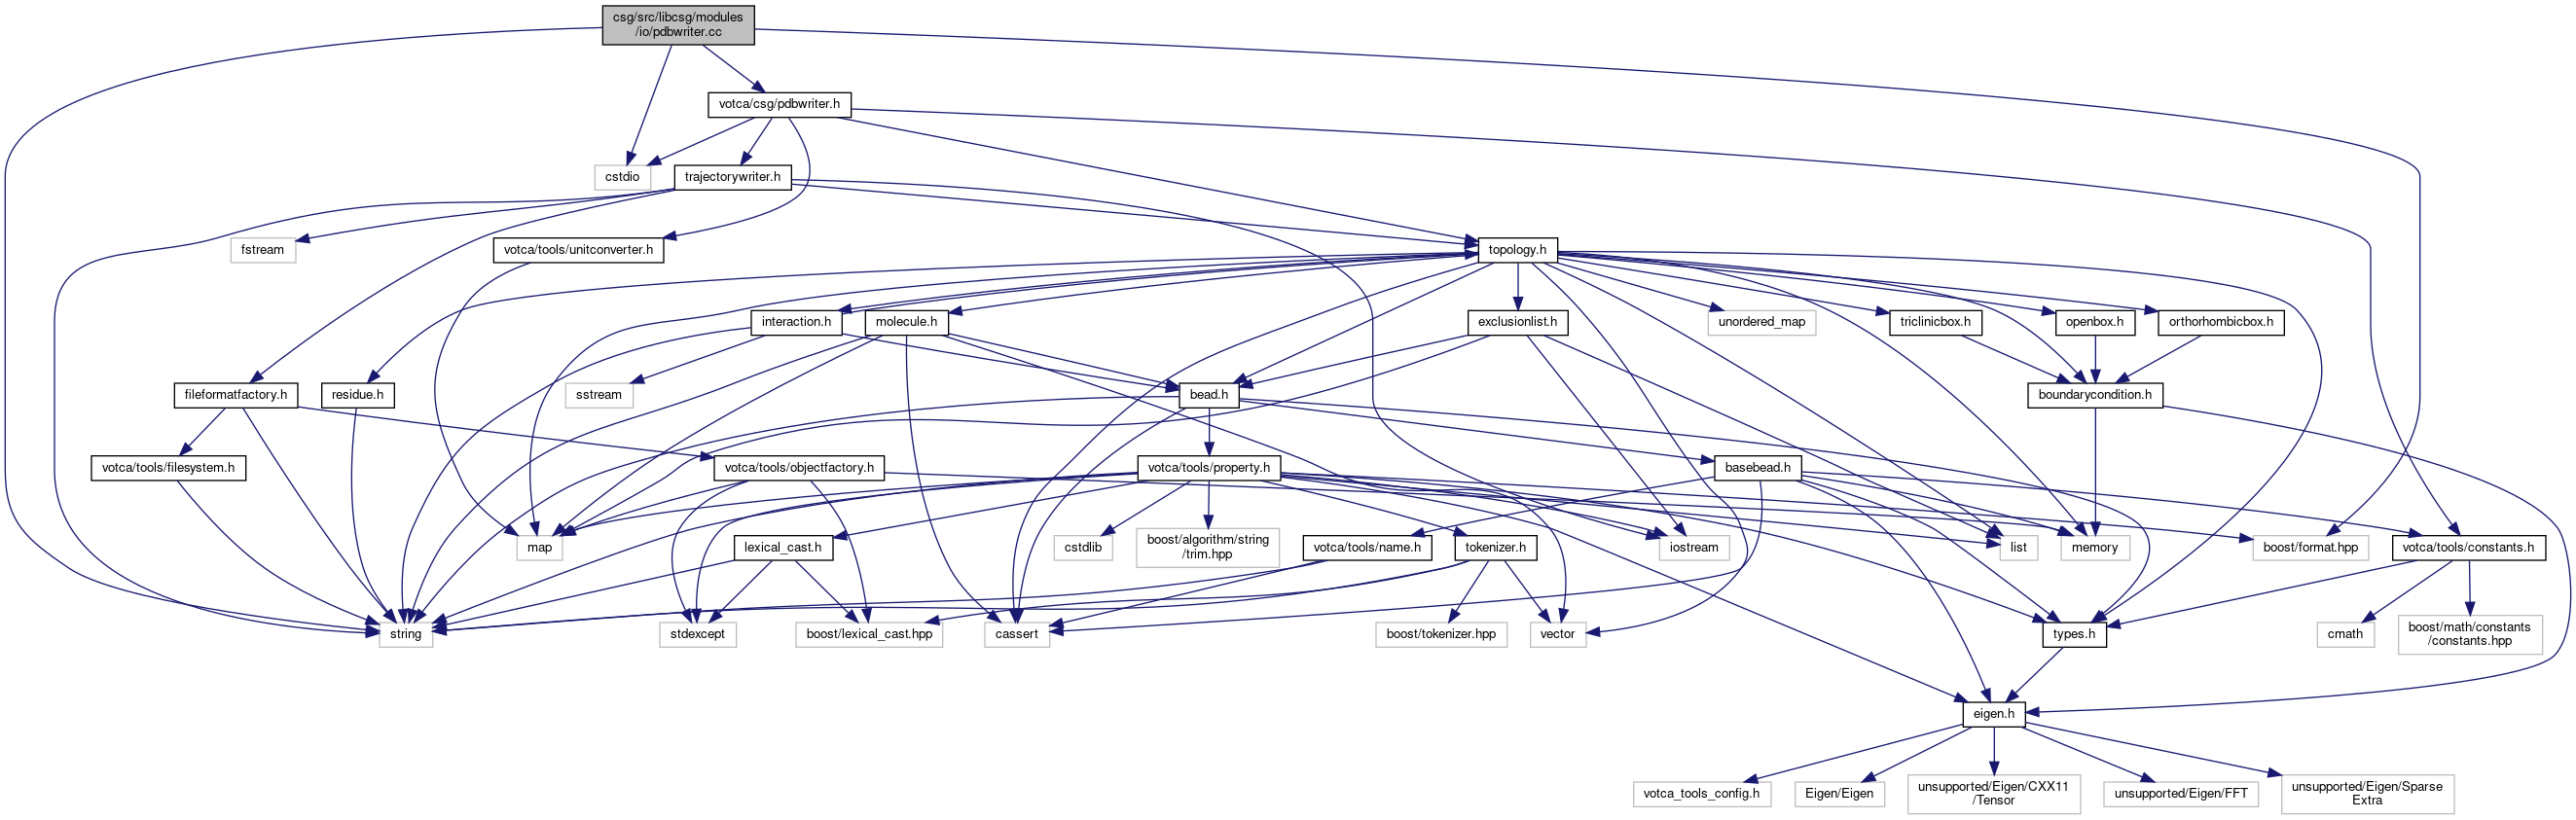 csg/src/libcsg/modules
/io/pdbwriter.cc
votca/csg/pdbwriter.h
cstdio
trajectorywriter.h
fstream
votca/tools/unitconverter.h
topology.h
interaction.h
molecule.h
exclusionlist.h
unordered_map
triclinicbox.h
openbox.h
orthorhombicbox.h
fileformatfactory.h
residue.h
sstream
bead.h
boundarycondition.h
votca/tools/filesystem.h
votca/tools/objectfactory.h
votca/tools/property.h
basebead.h
map
lexical_cast.h
cstdlib
boost/algorithm/string
/trim.hpp
votca/tools/name.h
tokenizer.h
iostream
list
memory
boost/format.hpp
votca/tools/constants.h
string
stdexcept
boost/lexical_cast.hpp
cassert
boost/tokenizer.hpp
vector
types.h
cmath
boost/math/constants
/constants.hpp
eigen.h
votca_tools_config.h
Eigen/Eigen
unsupported/Eigen/CXX11
/Tensor
unsupported/Eigen/FFT
unsupported/Eigen/Sparse
Extra